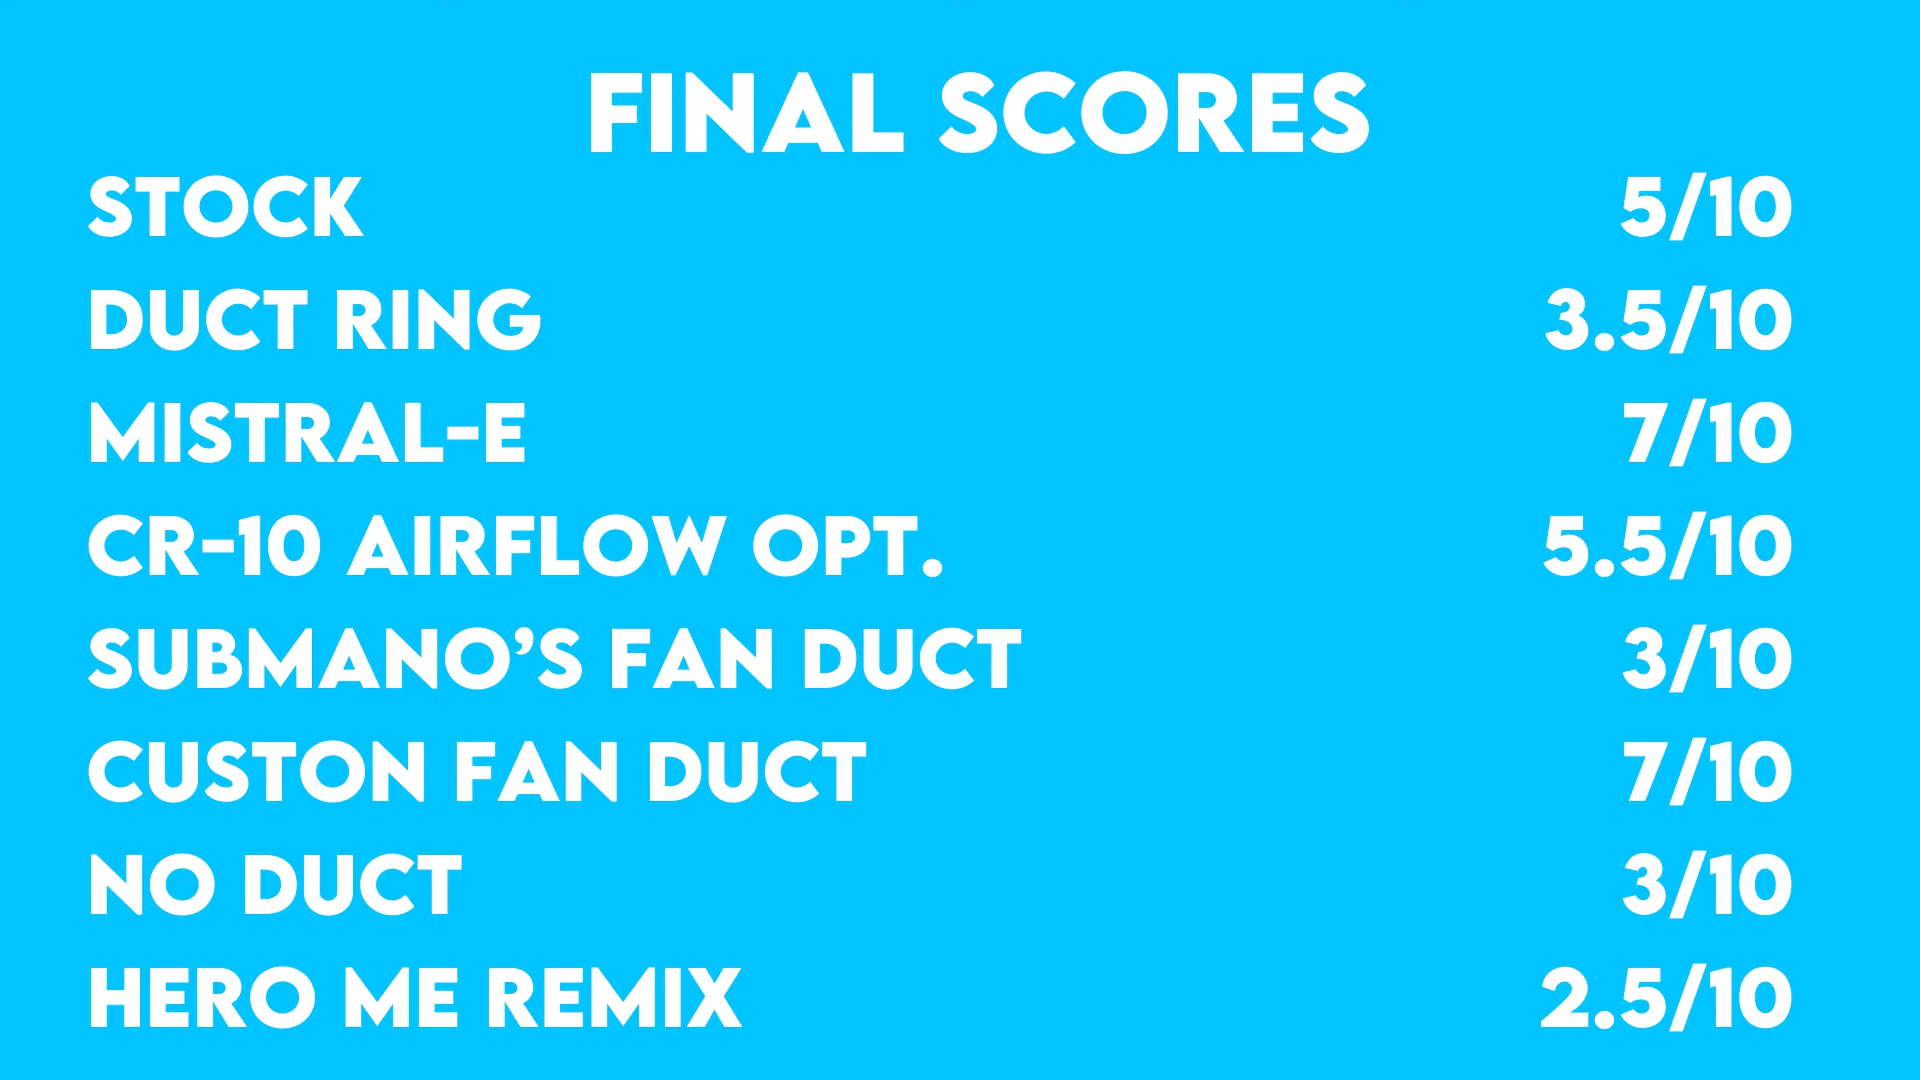 FINAL SCORES
STOCK 5/10
DUCT RING 3.5/10
MISTRAL-E 7/10
CR-10 AIRFLOW OPT. 5.5/10
SUBMANO’S FAN DUCT 3/10
CUSTON FAN DUCT 7/10
NO DUCT 3/10
HERO ME REMIX 2.5/10